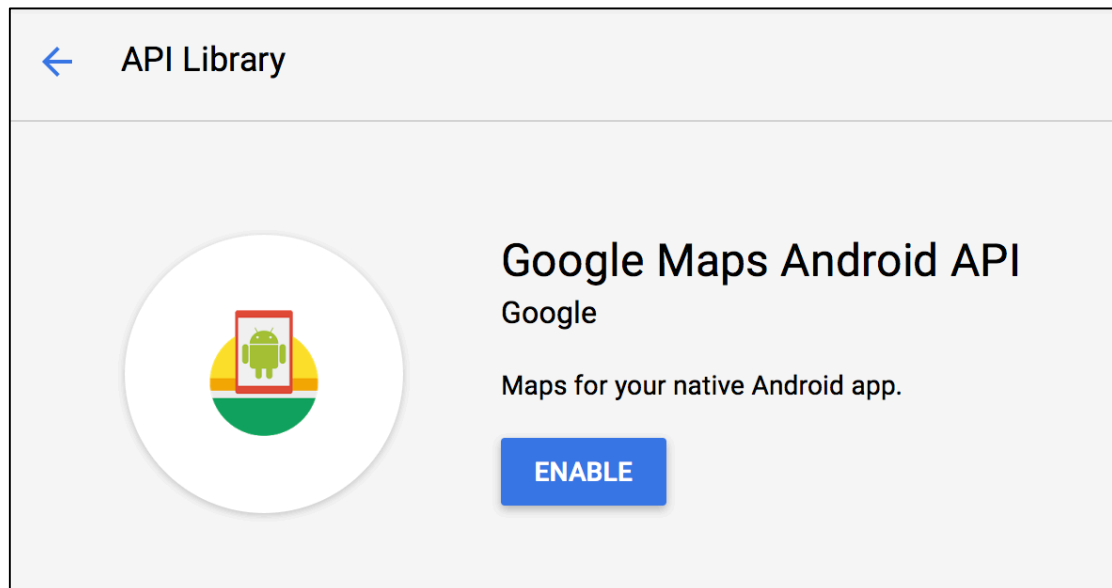 API Library
Google Maps Android API
Google
Maps for your native Android app.
ENABLE